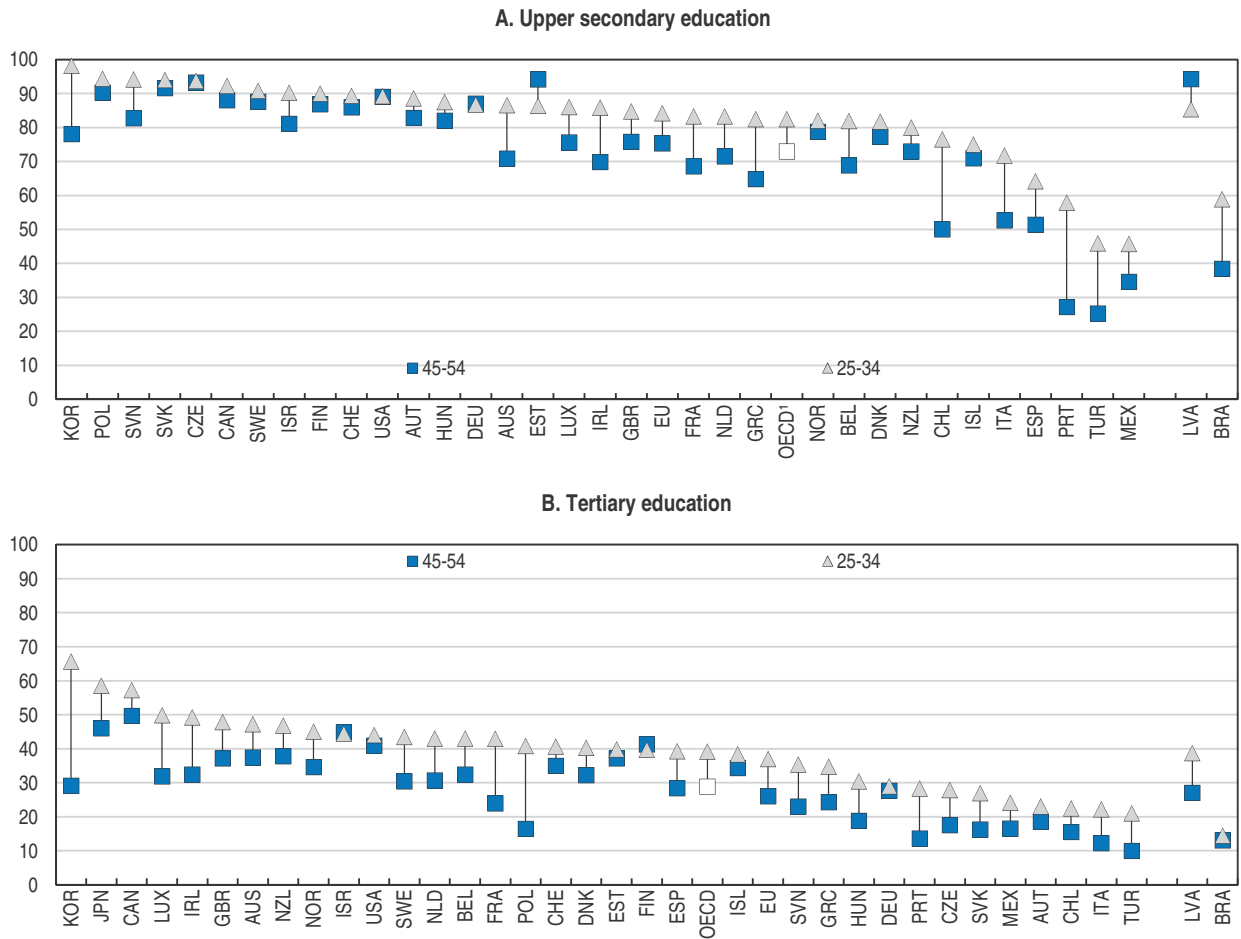 A. Upper secondary education
100
90
80
70
60
50
40
30
20
10
0
45-54
25-34
KOR
POL
SVN
SVK
CZE
CAN
SWE
ISR
FIN
CHE
USA
AUT
HUN
DEU
AUS
EST
LUX
IRL
GBR
EU
FRA
NLD
GRC
OECD¹
NOR
BEL
DNK
NZL
CHL
ISL
ITA
ESP
PRT
TUR
MEX
LVA
BRA
B. Tertiary education
100
90
80
70
60
50
40
30
20
10
0
45-54
25-34
KOR
JPN
CAN
LUX
IRL
GBR
AUS
NZL
NOR
ISR
USA
SWE
NLD
BEL
FRA
POL
CHE
DNK
EST
FIN
ESP
OECD
ISL
EU
SVN
GRC
HUN
DEU
PRT
CZE
SVK
MEX
AUT
CHL
ITA
TUR
LVA
BRA